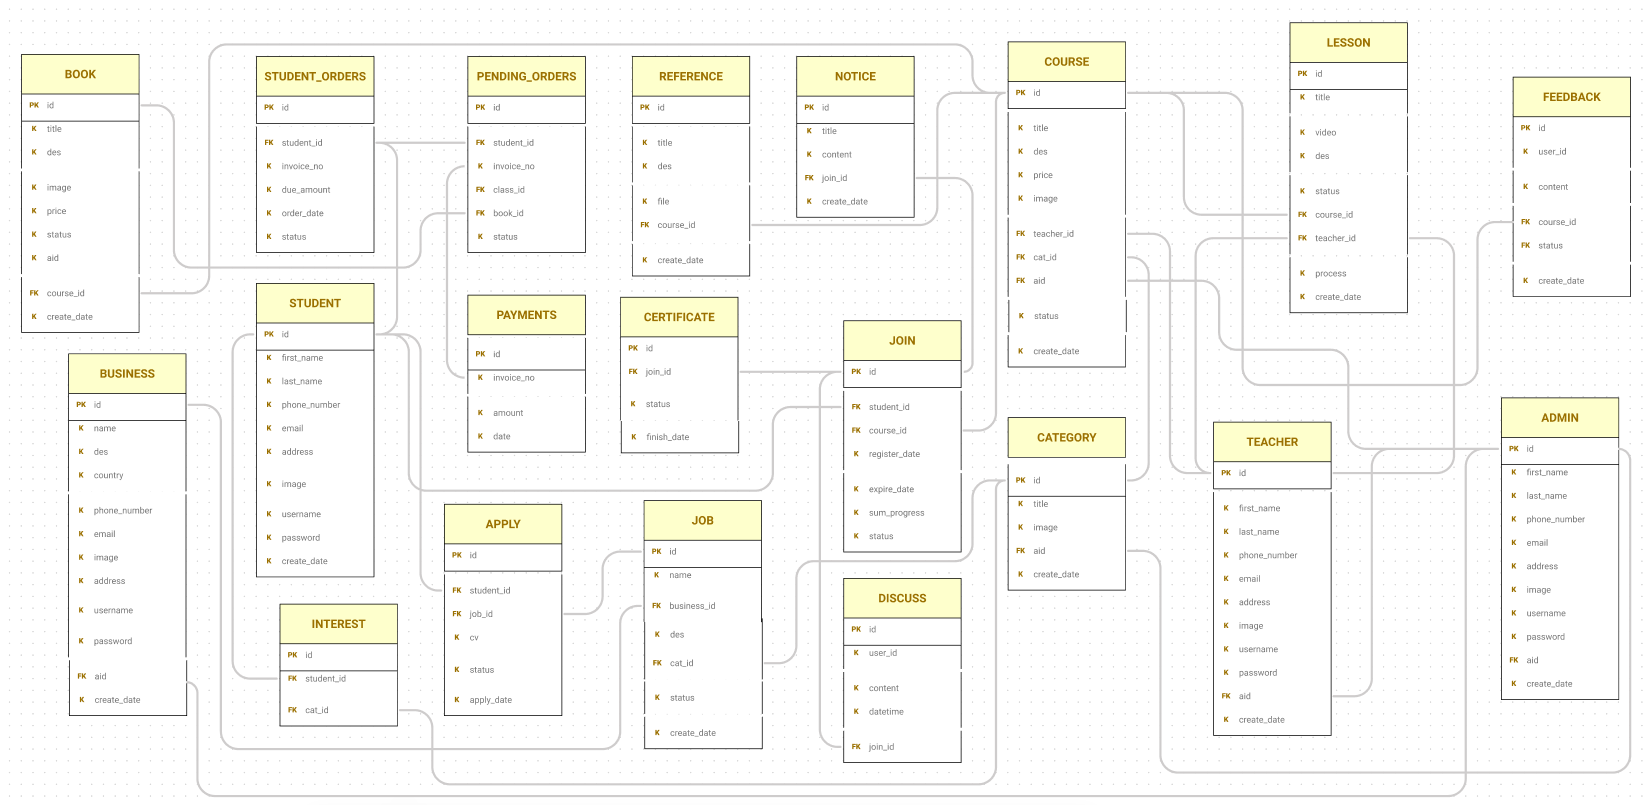 BOOK
PK id
K title
K des
K image
K price
K status
K aid
FK course_id
K create_date
STUDENT_ORDERS
PK id
FK student_id
K invoice_no
K due_amount
K order_date
K status
PENDING_ORDERS
PK id
FK student_id
K invoice_no
FK class_id
FK book_id
K status
REFERENCE
PK id
K title
K des
K file
FK course_id
K create_date
NOTICE
PK id
K title
K content
FK join_id
K create_date
COURSE
PK id
K title
K des
K price
K image
FK teacher_id
FK cat_id
FK aid
K status
K create_date
LESSON
PK id
K title
K video
K des
K status
FK course_id
FK teacher_id
K process
K create_date
FEEDBACK
PK id
K user_id
K content
FK course_id
FK status
K create_date
STUDENT
PK id
K first_name
K last_name
K phone_number
K email
K address
K image
K username
K password
K create_date
PAYMENTS
PK id
K invoice_no
K amount
K date
CERTIFICATE
PK id
FK join_id
K status
K finish_date
JOIN
PK id
FK student_id
FK course_id
K register_date
K expire_date
K sum_progress
K status
BUSINESS
PK id
K name
K des
K country
K phone_number
K email
K image
K address
K username
K password
FK aid
K create_date
CATEGORY
PK id
K title
K image
FK aid
K create_date
TEACHER
PK id
K first_name
K last_name
K phone_number
K email
K address
K image
K username
K password
FK aid
K create_date
ADMIN
PK id
K first_name
K last_name
K phone_number
K email
K address
K image
K username
K password
FK aid
K create_date
APPLY
PK id
FK student_id
FK job_id
K cv
K status
K apply_date
JOB
PK id
K name
FK business_id
K des
FK cat_id
K status
K create_date
DISCUSS
PK id
K user_id
K content
K datetime
FK join_id
INTEREST
PK id
FK student_id
FK cat_id